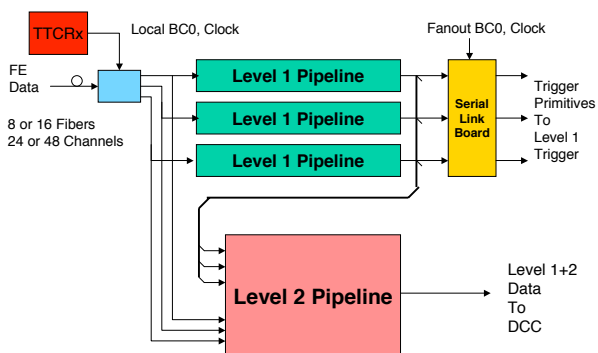 TTCRx
Local BC0, Clock
Fanout BC0, Clock
FE
Data
8 or 16 Fibers
24 or 48 Channels
Level 1 Pipeline
Level 1 Pipeline
Level 1 Pipeline
Serial
Link
Board
Trigger
Primitives
To
Level 1
Trigger
Level 2 Pipeline
Level 1+2
Data
To
DCC